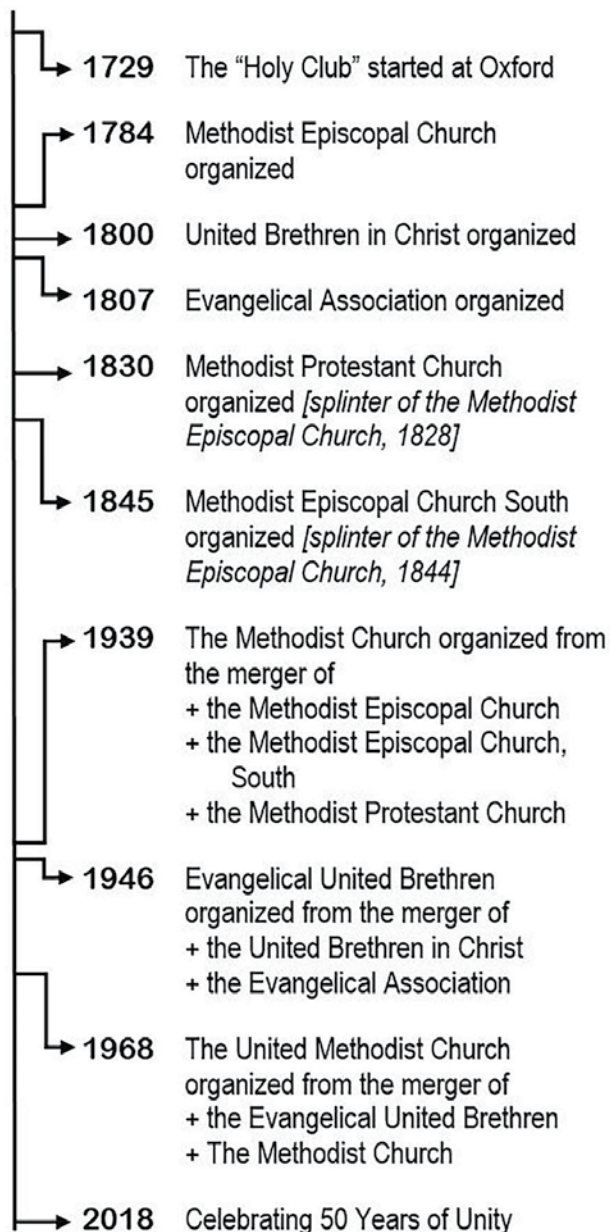 1729 The “Holy Club” started at Oxford
1784 Methodist Episcopal Church
organized
1800 United Brethren in Christ organized
1807 Evangelical Association organized
1830 Methodist Protestant Church
organized [splinter of the Methodist
Episcopal Church, 1828]
1845 Methodist Episcopal Church South
organized [splinter of the Methodist
Episcopal Church, 1844]
1939 The Methodist Church organized from
the merger of
+ the Methodist Episcopal Church
+ the Methodist Episcopal Church,
South
+ the Methodist Protestant Church
1946 Evangelical United Brethren
organized from the merger of
+ the United Brethren in Christ
+ the Evangelical Association
1968 The United Methodist Church
organized from the merger of
+ the Evangelical United Brethren
+ The Methodist Church
2018 Celebrating 50 Years of Unity